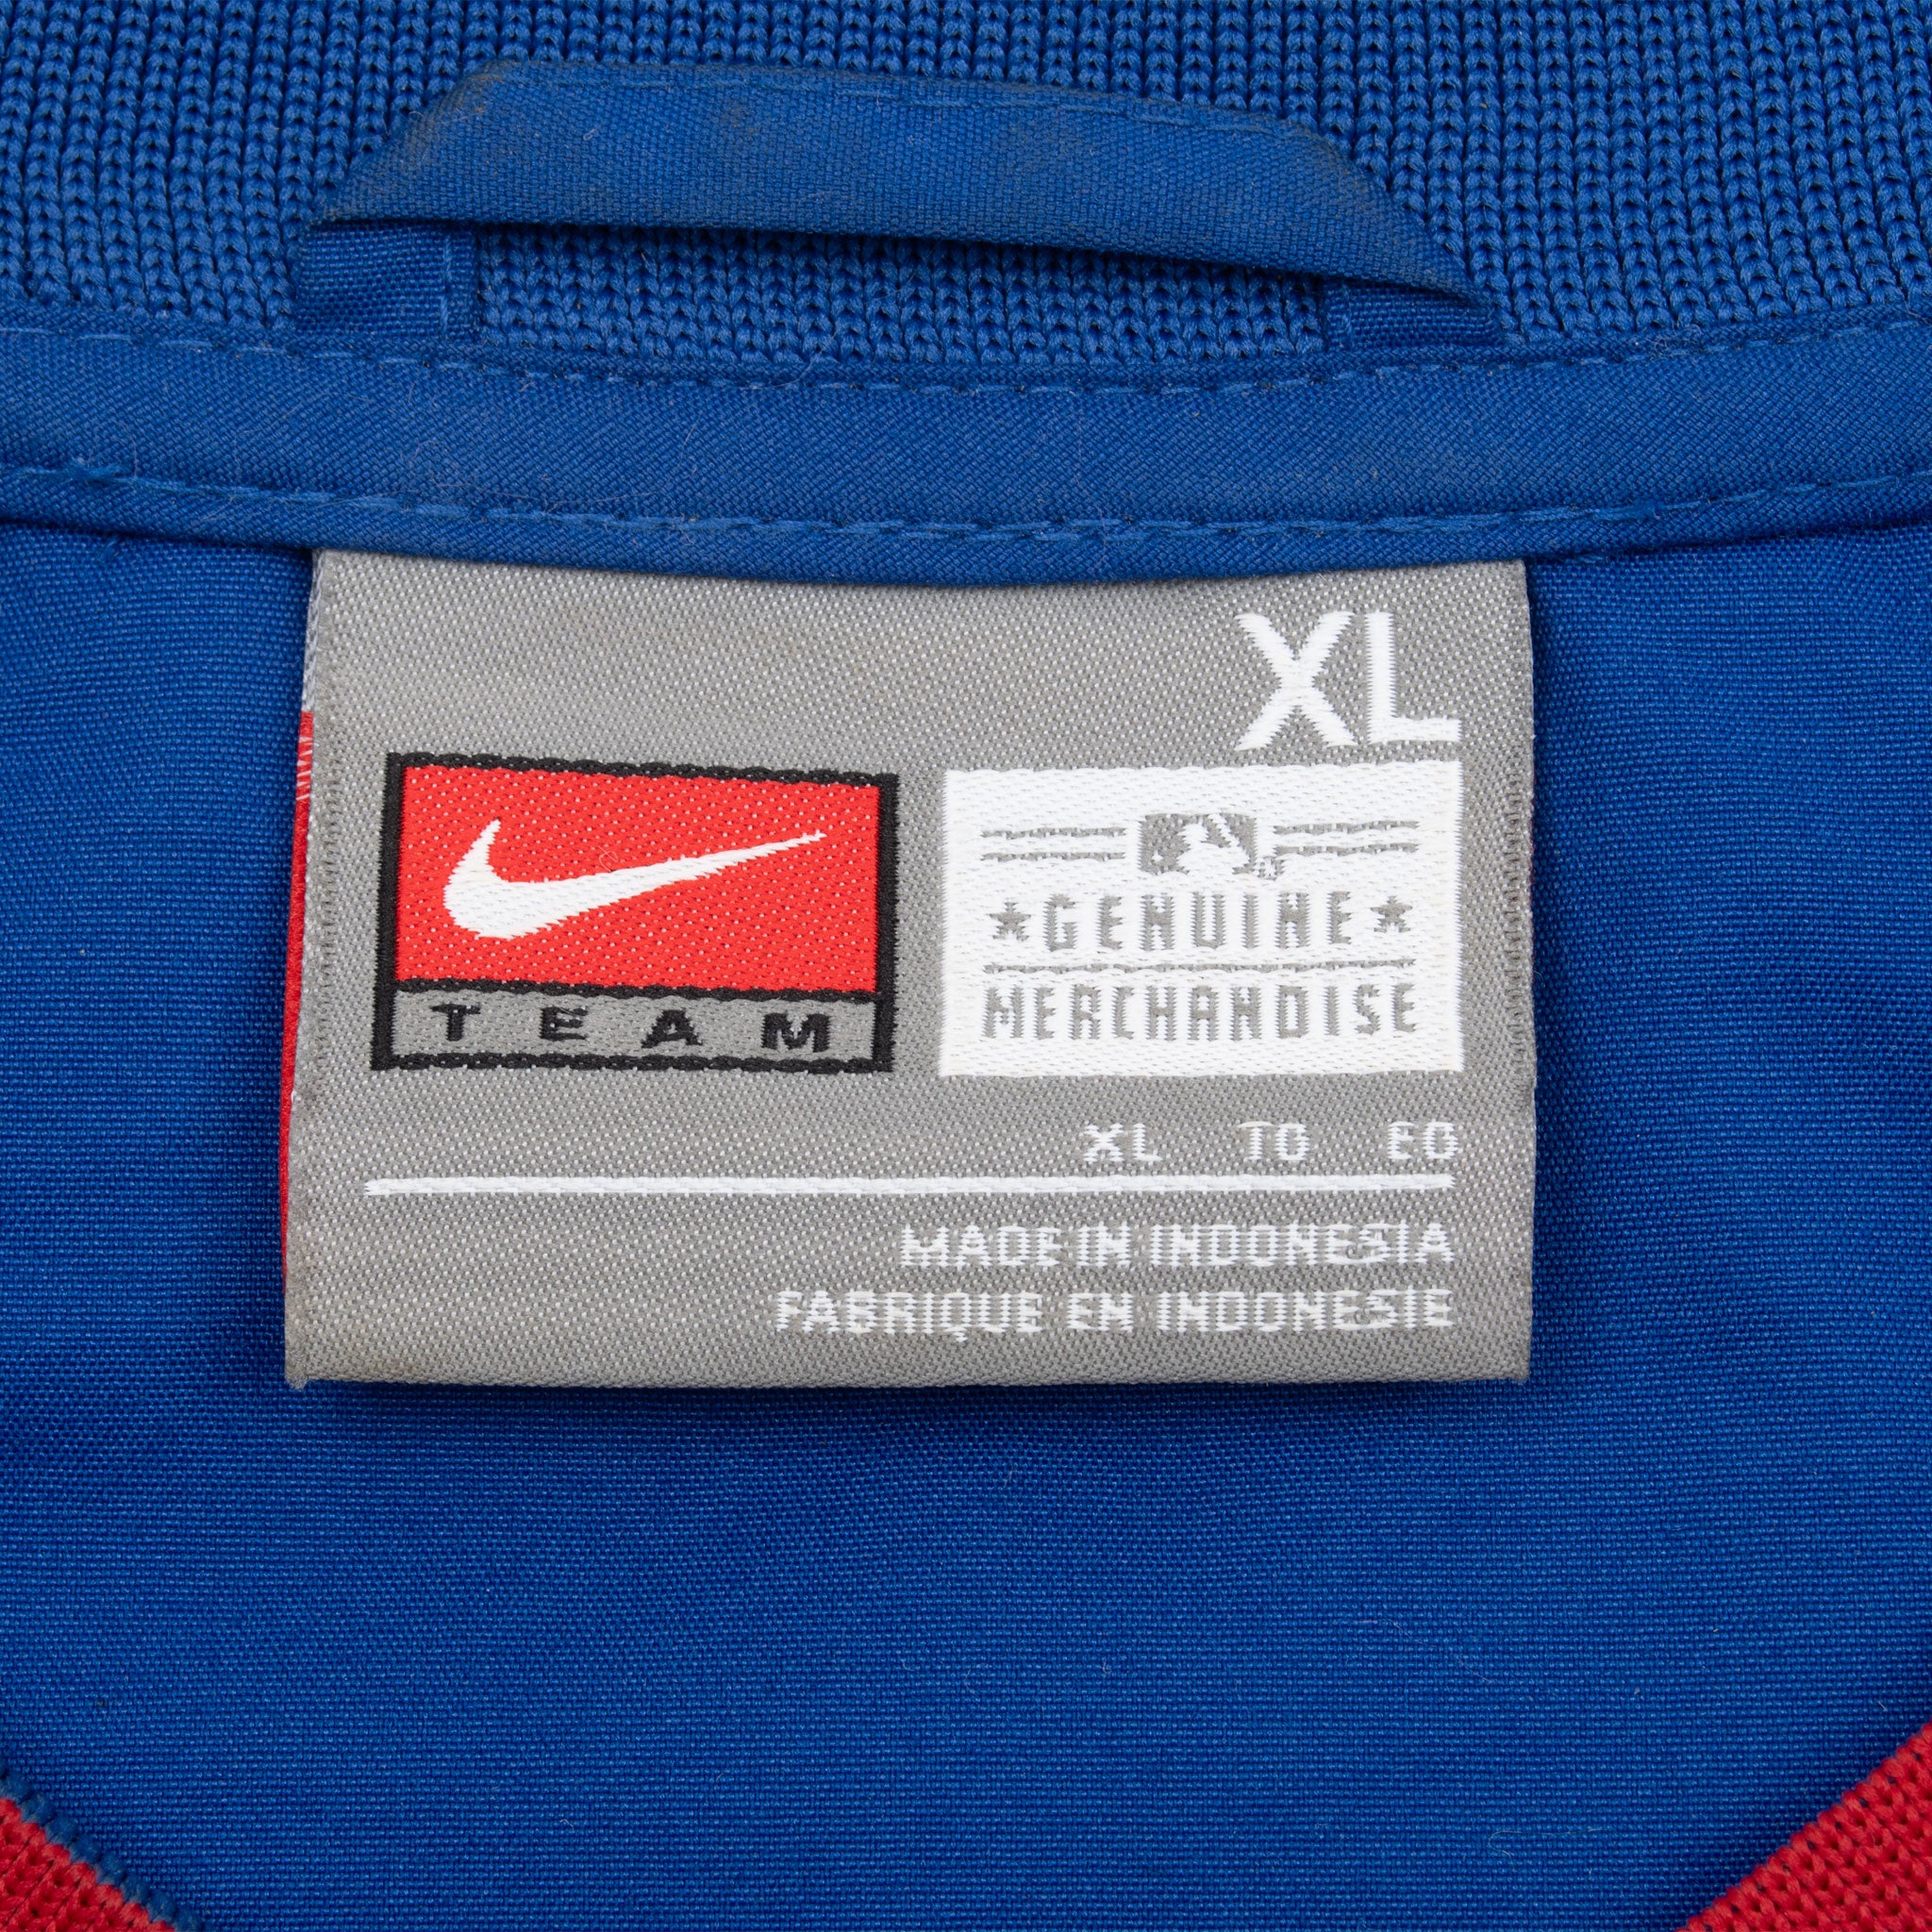 XL
TEAM
GENUINE
MERCHANDISE
XL TG EG
MADE IN INDONESIA
FABRIQUE EN INDONESIE